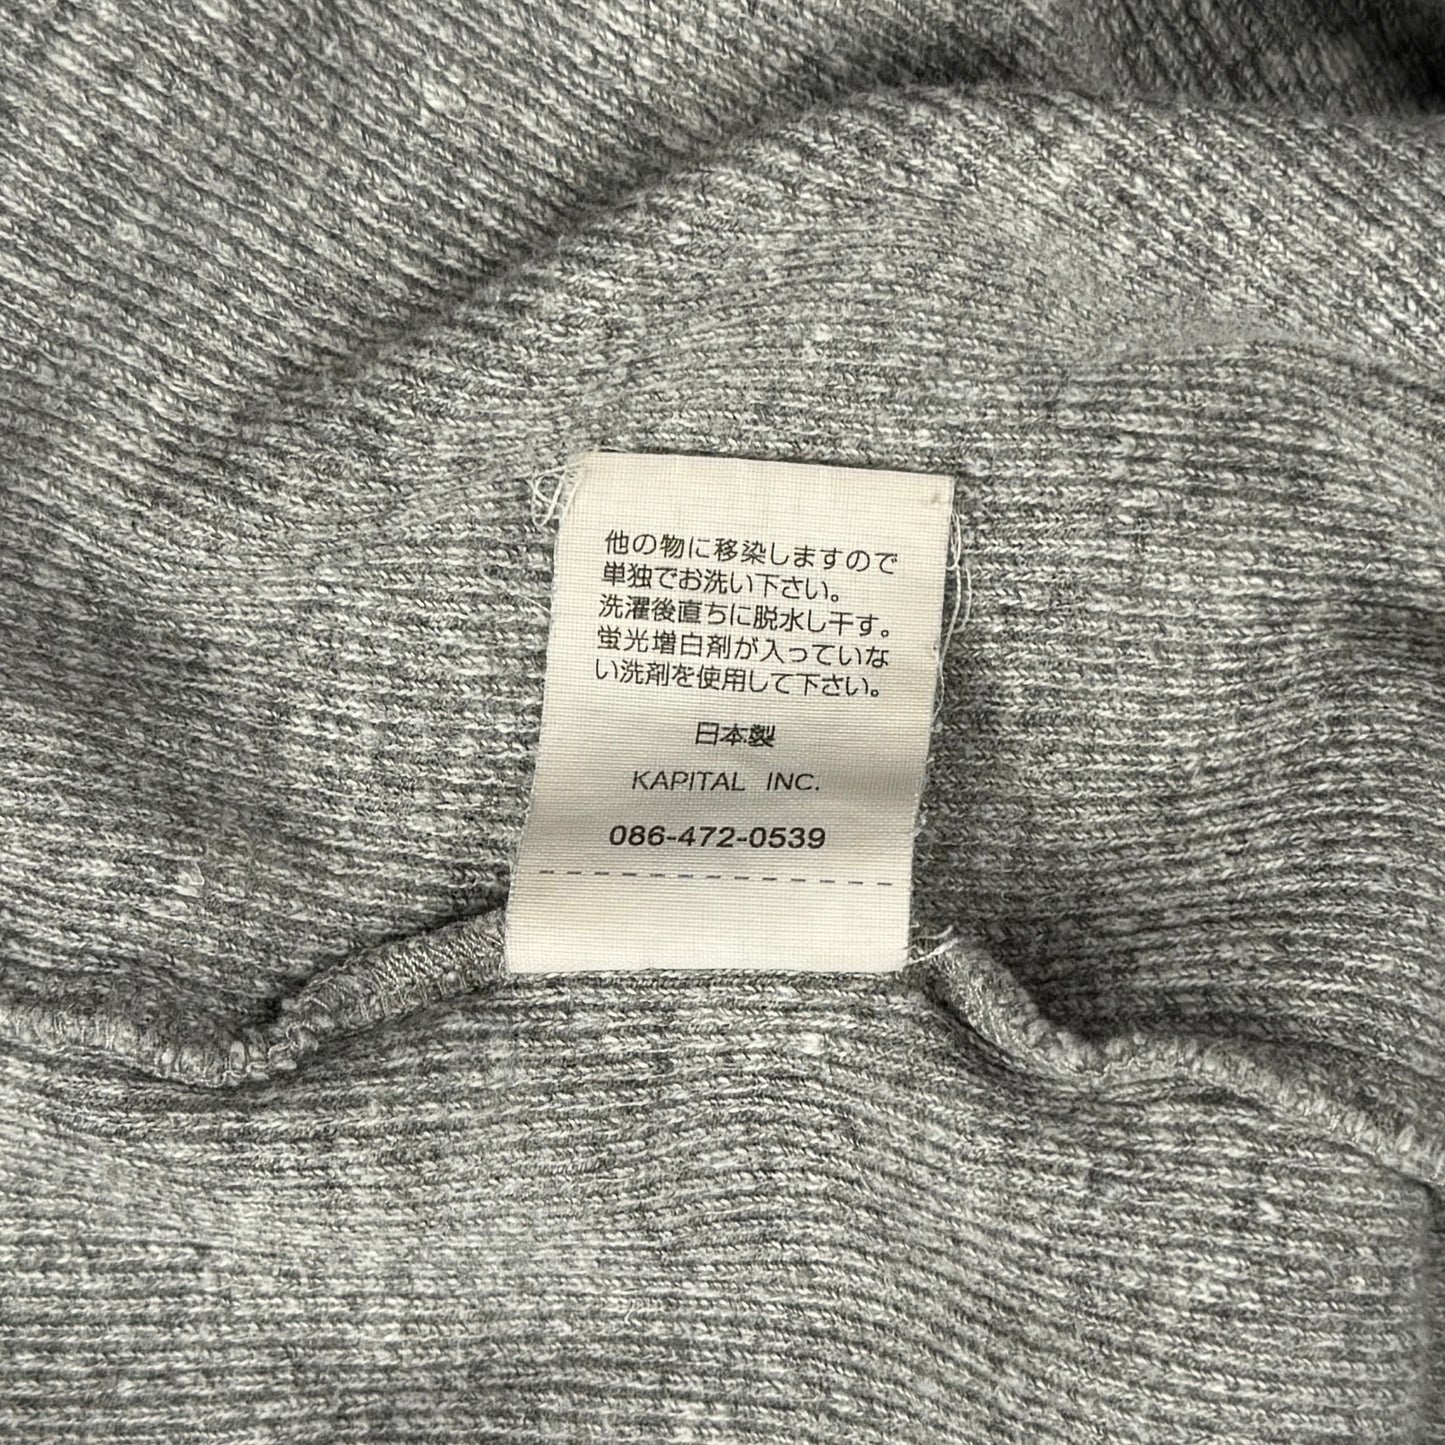 他の物に移染しますので
単独でお洗い下さい。
洗濯後直ちに脱水し干す。
蛍光増白剤が入っていな
い洗剤を使用して下さい。
日本製
KAPITAL INC.
086-472-0539